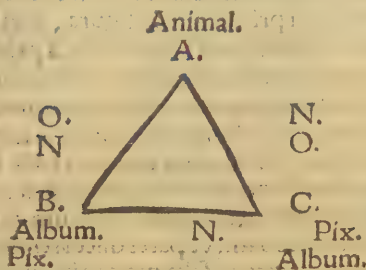 Animal.
A.
O. N.
N O.
B. C.
Album. N. Pix.
Pix. Album.